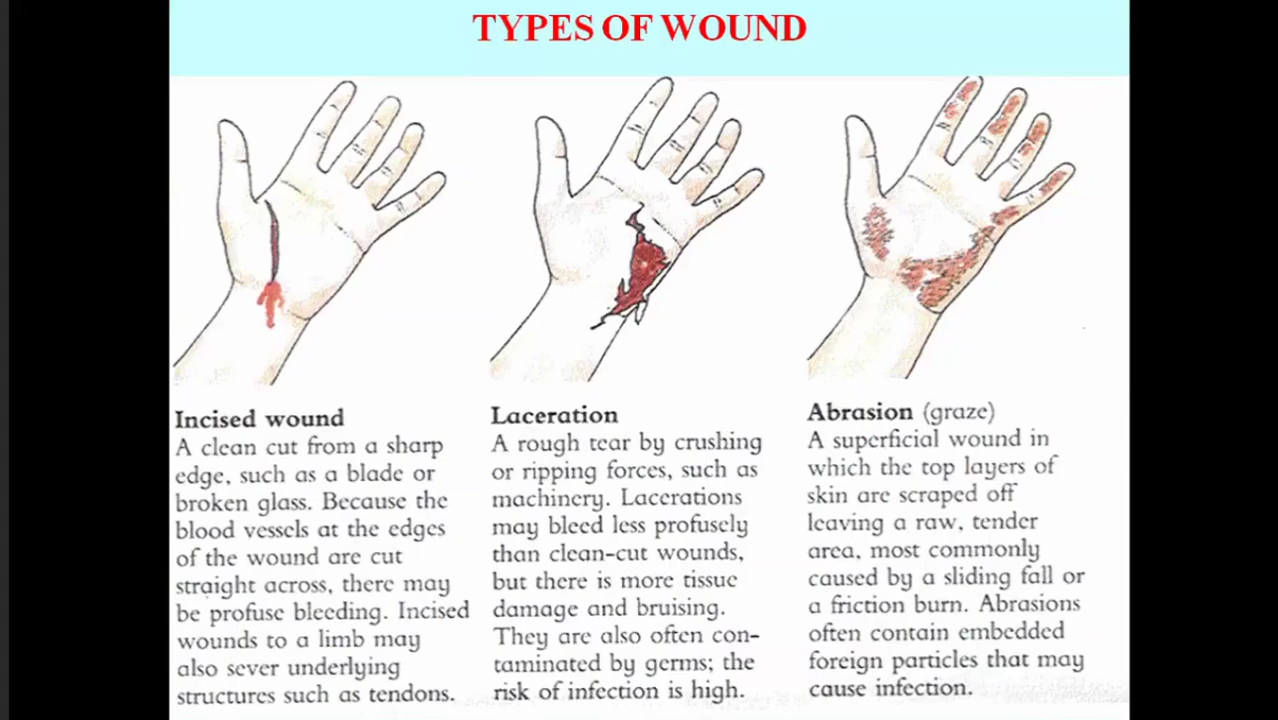 TYPES OF WOUND
Incised wound
A clean cut from a sharp
edge, such as a blade or
broken glass. Because the
blood vessels at the edges
of the wound are cut
straight across, there may
be profuse bleeding. Incised
wounds to a limb may
also sever underlying
structures such as tendons.
Laceration
A rough tear by crushing
or ripping forces, such as
machinery. Lacerations
may bleed less profusely
than clean-cut wounds,
but there is more tissue
damage and bruising.
They are also often con-
taminated by germs; the
risk of infection is high.
Abrasion (graze)
A superficial wound in
which the top layers of
skin are scraped off
leaving a raw, tender
area, most commonly
caused by a sliding fall or
a friction burn. Abrasions
often contain embedded
foreign particles that may
cause infection.